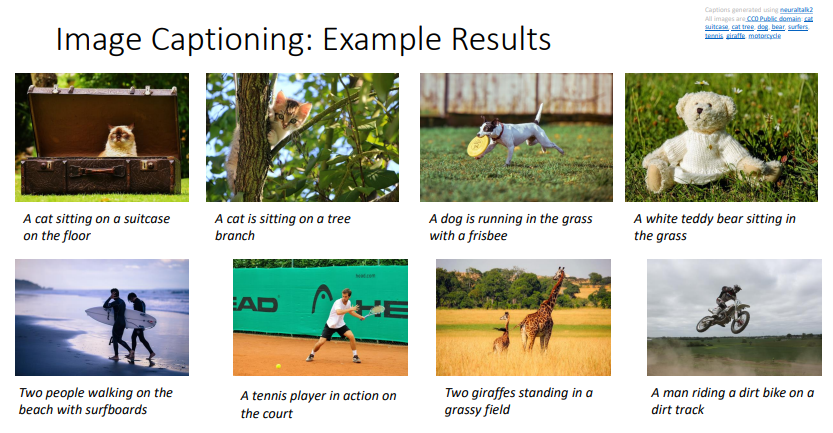 Captions generated using neuraltalk2
All images are CC0 Public domain: cat
suitcase, cat tree, dog, bear, surfers,
tennis, giraffe, motorcycle
Image Captioning: Example Results
A cat sitting on a suitcase
on the floor
A cat is sitting on a tree
branch
A dog is running in the grass
with a frisbee
A white teddy bear sitting in
the grass
EAD
HE
Two people walking on the
beach with surfboards
A tennis player in action on
the court
Two giraffes standing in a
grassy field
A man riding a dirt bike on a
dirt track